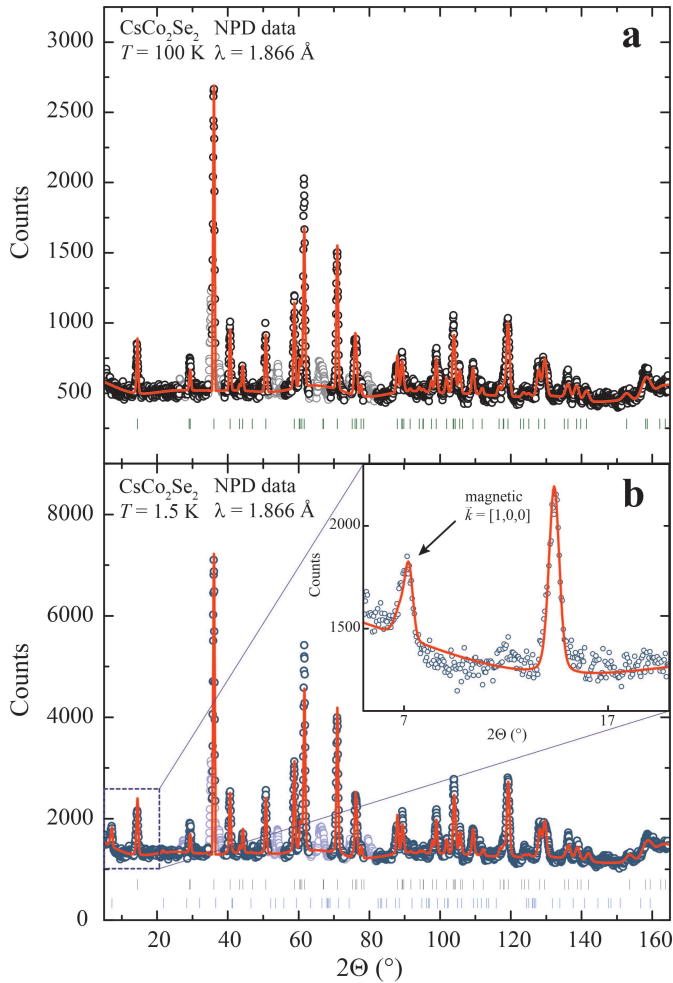 CsCo₂Se₂ NPD data
T = 100 K λ = 1.866 Å
a
3000
2500
2000
1500
1000
500
Counts
CsCo₂Se₂ NPD data
T = 1.5 K λ = 1.866 Å
b
magnetic
k⃗ = [1,0,0]
2000
1500
Counts
7 17
2Θ (°)
8000
6000
4000
2000
0
Counts
20 40 60 80 100 120 140 160
2Θ (°)